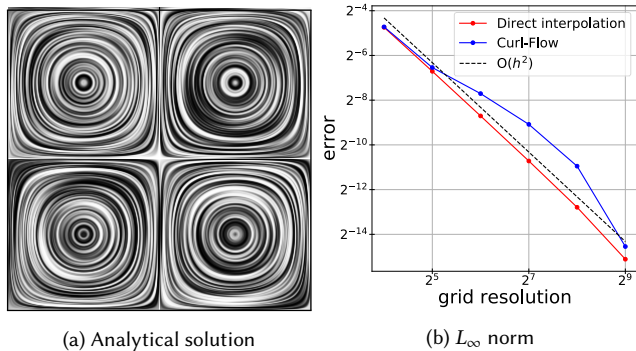 2⁻⁴
2⁻⁶
2⁻⁸
2⁻¹⁰
2⁻¹²
2⁻¹⁴
error
Direct interpolation
Curl-Flow
O(h²)
2⁵
2⁷
2⁹
grid resolution
(a) Analytical solution
(b) L∞ norm